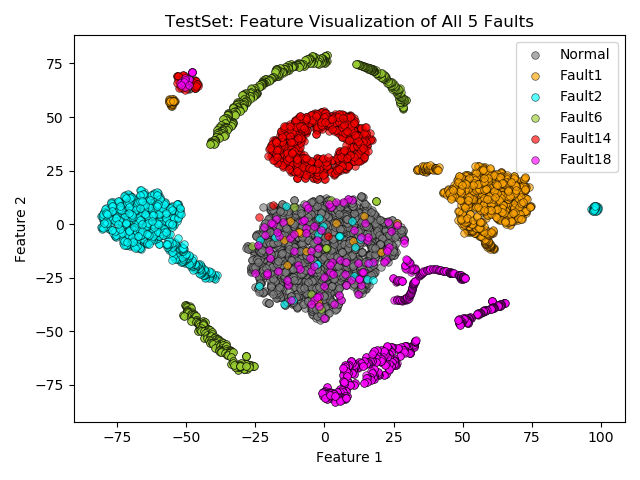 TestSet: Feature Visualization of All 5 Faults
Normal
Fault1
Fault2
Fault6
Fault14
Fault18
Feature 2
75
50
25
0
−25
−50
−75
−75
−50
−25
0
25
50
75
100
Feature 1